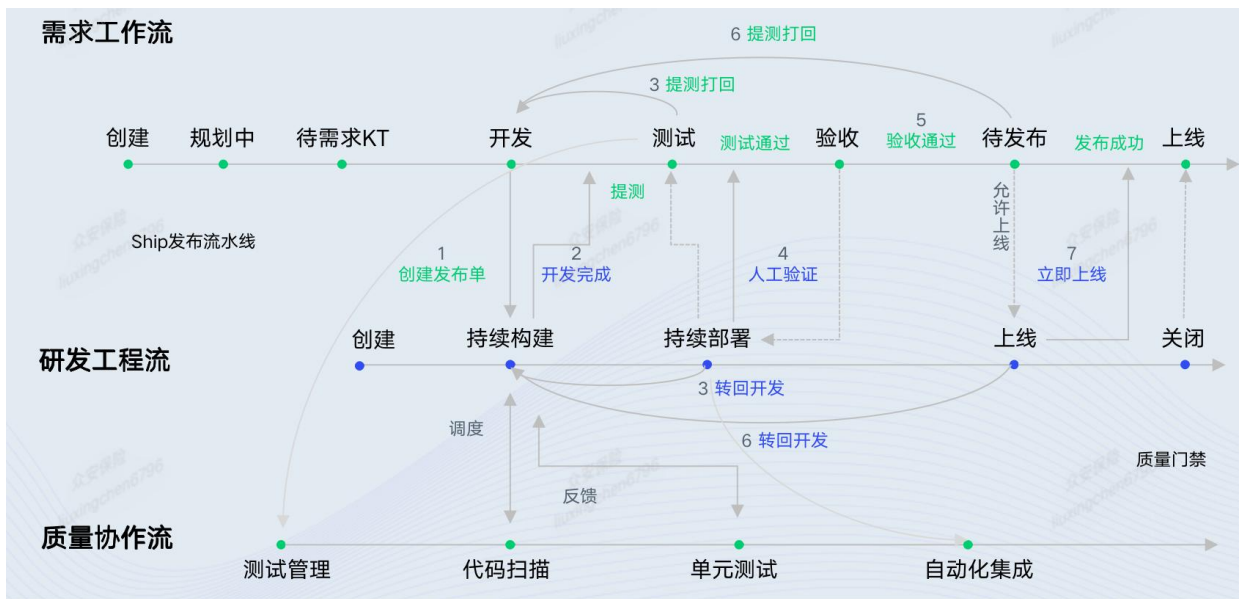 需求工作流
6 提测打回
3 提测打回
创建 规划中 待需求KT 开发 测试 测试通过 验收 5 验收通过 待发布 发布成功 上线
提测
允许上线
Ship发布流水线
1 创建发布单
2 开发完成
4 人工验证
7 立即上线
创建 持续构建 持续部署 上线 关闭
研发工程流
3 转回开发
调度
6 转回开发
质量门禁
反馈
质量协作流
测试管理 代码扫描 单元测试 自动化集成
众安保险
liuxingchen6796